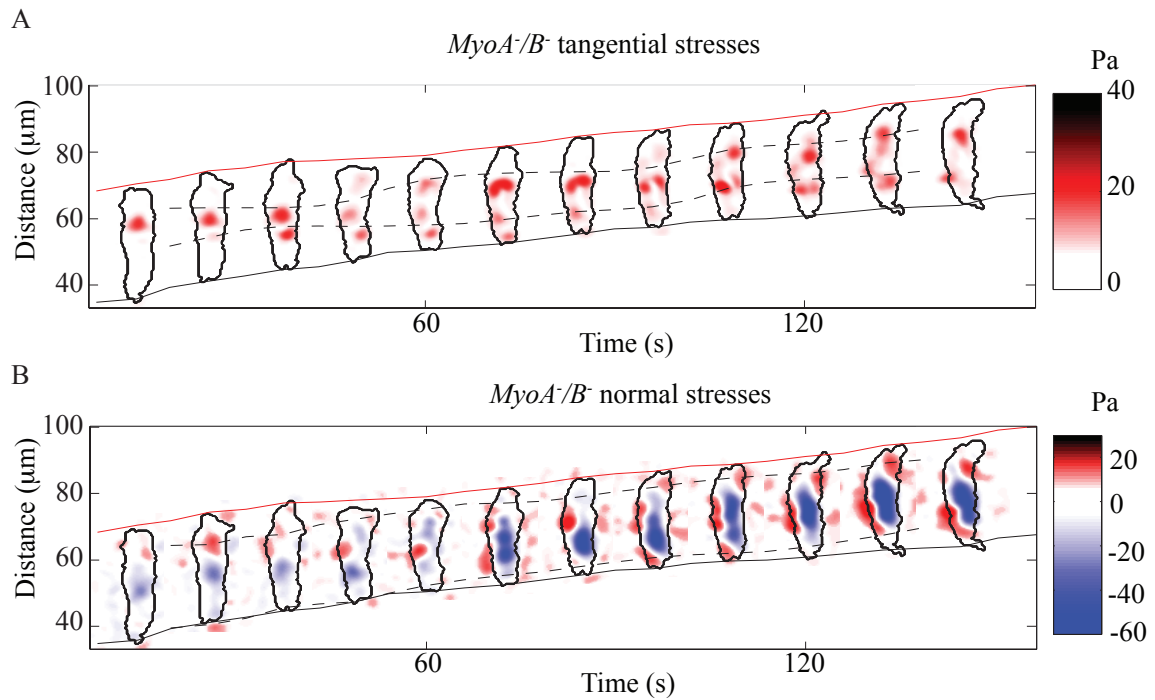 A
MyoA⁻/B⁻ tangential stresses
Pa
100
80
60
40
Distance (μm)
60
120
Time (s)
40
20
0
B
MyoA⁻/B⁻ normal stresses
Pa
100
80
60
40
Distance (μm)
60
120
Time (s)
20
0
-20
-40
-60